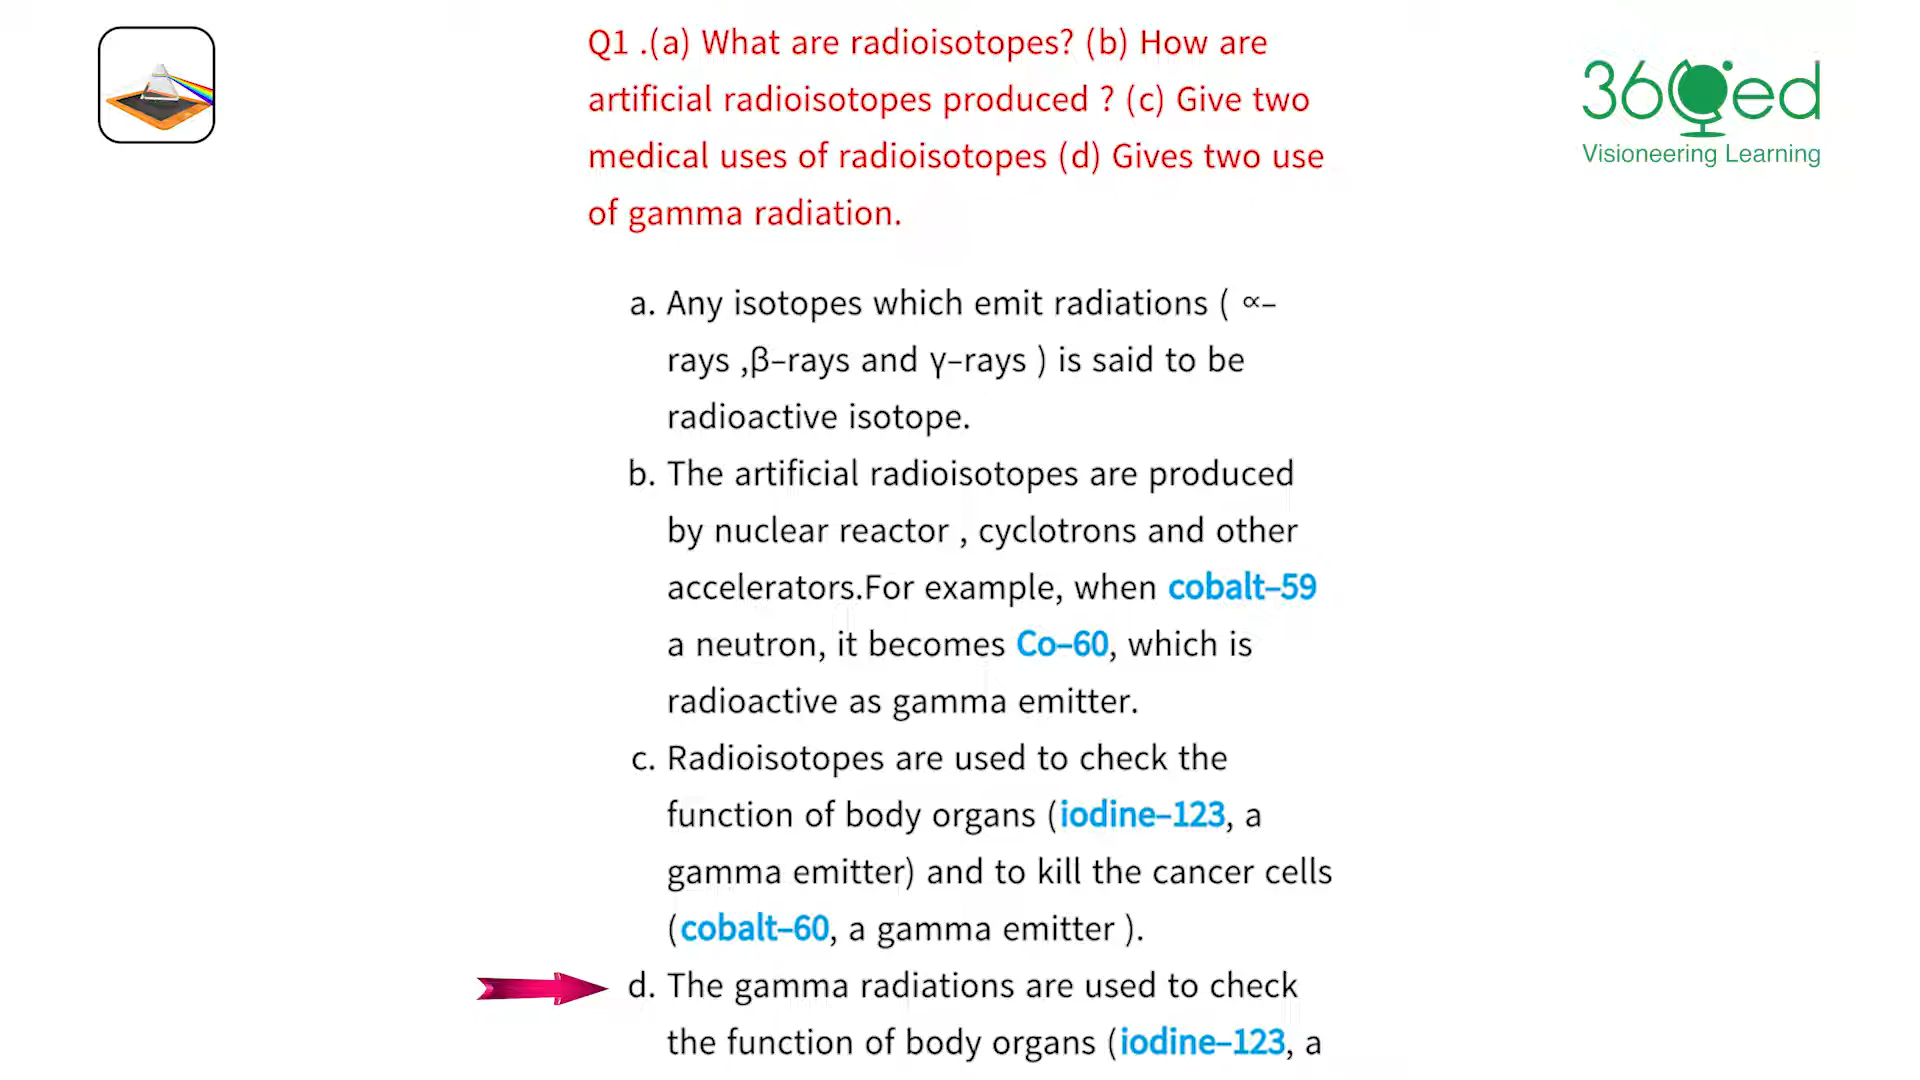 Q1 .(a) What are radioisotopes? (b) How are
artificial radioisotopes produced ? (c) Give two
medical uses of radioisotopes (d) Gives two use
of gamma radiation.
360ed
Visioneering Learning
a. Any isotopes which emit radiations ( ∝–
rays ,β–rays and γ–rays ) is said to be
radioactive isotope.
b. The artificial radioisotopes are produced
by nuclear reactor , cyclotrons and other
accelerators.For example, when cobalt–59
a neutron, it becomes Co–60, which is
radioactive as gamma emitter.
c. Radioisotopes are used to check the
function of body organs (iodine–123, a
gamma emitter) and to kill the cancer cells
(cobalt–60, a gamma emitter ).
d. The gamma radiations are used to check
the function of body organs (iodine–123, a